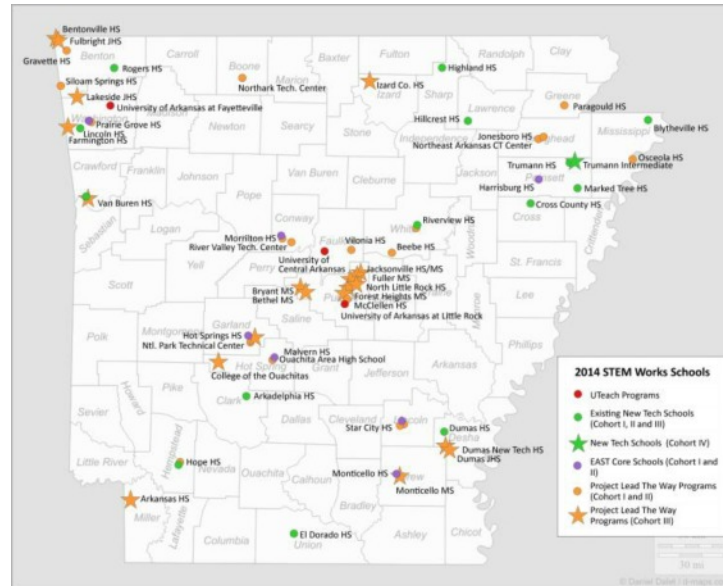 Bentonville HS
Fulbright JHS
Benton
Carroll
Boone
Marion
Baxter
Fulton
Randolph
Clay
Gravette HS
Rogers HS
Northark Tech. Center
Izard Co. HS
Izard
Sharp
Highland HS
Siloam Springs HS
Lakeside JHS
University of Arkansas at Fayetteville
Lawrence
Greene
Paragould HS
Prairie Grove HS
Lincoln HS
Farmington HS
Newton
Searcy
Stone
Independence
Hillcrest HS
Jonesboro HS
Northeast Arkansas CT Center
Mississippi
Blytheville HS
Crawford
Franklin
Johnson
Van Buren
Cleburne
Jackson
Trumann HS
Trumann Intermediate
Osceola HS
Van Buren HS
Pope
Harrisburg HS
Marked Tree HS
Sebastian
Logan
Conway
Riverview HS
Cross County HS
Cross
Crittenden
Morrilton HS
River Valley Tech. Center
Vilonia HS
Beebe HS
Yell
Perry
University of
Central Arkansas
Jacksonville HS/MS
Fuller MS
North Little Rock HS
Forest Heights MS
McClellen HS
University of Arkansas at Little Rock
St. Francis
Lee
Scott
Bryant MS
Bethel MS
Saline
Polk
Montgomery
Garland
Hot Springs HS
Ntl. Park Technical Center
Phillips
Malvern HS
Ouachita Area High School
Hot Spring
Grant
Jefferson
Arkansas
College of the Ouachitas
Howard
Pike
Clark
Arkadelphia HS
Sevier
Dallas
Cleveland
Lincoln
Star City HS
Dumas HS
Desha
Dumas New Tech HS
Dumas JHS
Little River
Hempstead
Hope HS
Nevada
Ouachita
Calhoun
Monticello HS
Drew
Monticello MS
Arkansas HS
Miller
Lafayette
Columbia
El Dorado HS
Union
Bradley
Ashley
Chicot
2014 STEM Works Schools
UTeach Programs
Existing New Tech Schools
(Cohort I, II and III)
New Tech Schools (Cohort IV)
EAST Core Schools (Cohort I and
II)
Project Lead The Way Programs
(Cohort I and II)
Project Lead The Way
Programs (Cohort III)
30 mi
© Daniel Dalet / d-maps.com